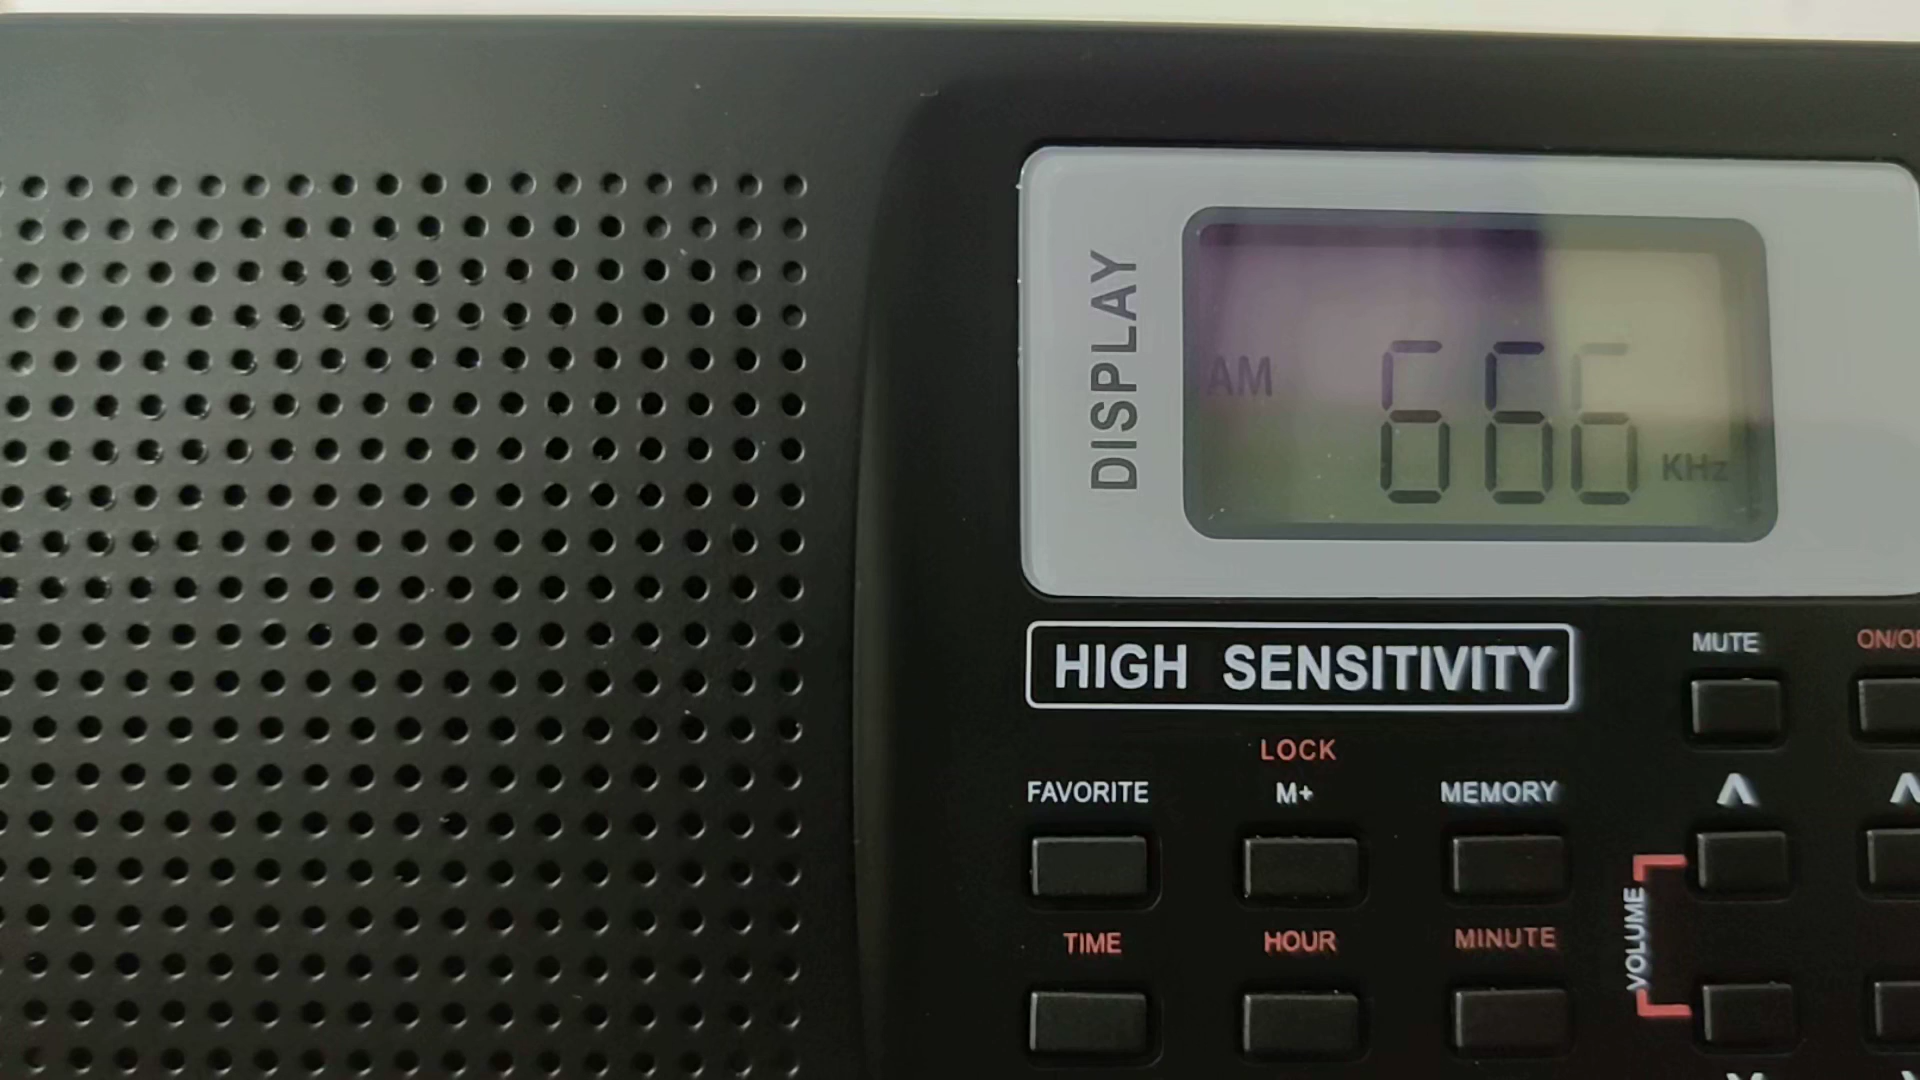 DISPLAY
AM 666 KHz
HIGH SENSITIVITY
MUTE
LOCK
FAVORITE M+ MEMORY
TIME HOUR MINUTE
VOLUME